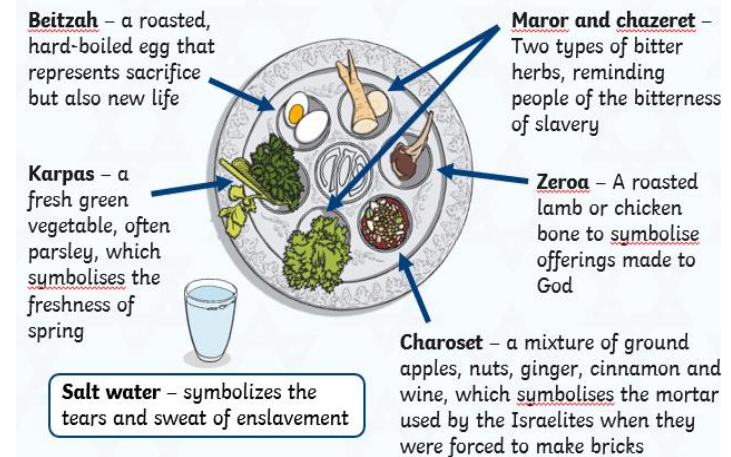 Beitzah – a roasted,
hard-boiled egg that
represents sacrifice
but also new life
Maror and chazeret –
Two types of bitter
herbs, reminding
people of the bitterness
of slavery
Karpas – a
fresh green
vegetable, often
parsley, which
symbolises the
freshness of
spring
Zeroa – A roasted
lamb or chicken
bone to symbolise
offerings made to
God
Charoset – a mixture of ground
apples, nuts, ginger, cinnamon and
wine, which symbolises the mortar
used by the Israelites when they
were forced to make bricks
Salt water – symbolizes the
tears and sweat of enslavement